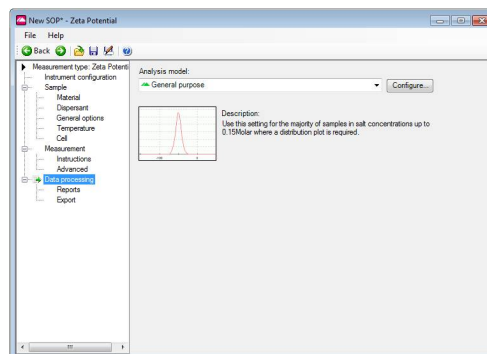 New SOP* - Zeta Potential
File Help
Back
Measurement type: Zeta Potenti
Instrument configuration
Sample
Material
Dispersant
General options
Temperature
Cell
Measurement
Instructions
Advanced
Data processing
Reports
Export
Analysis model:
General purpose
Configure...
Description:
Use this setting for the majority of samples in salt concentrations up to
0.15Molar where a distribution plot is required.